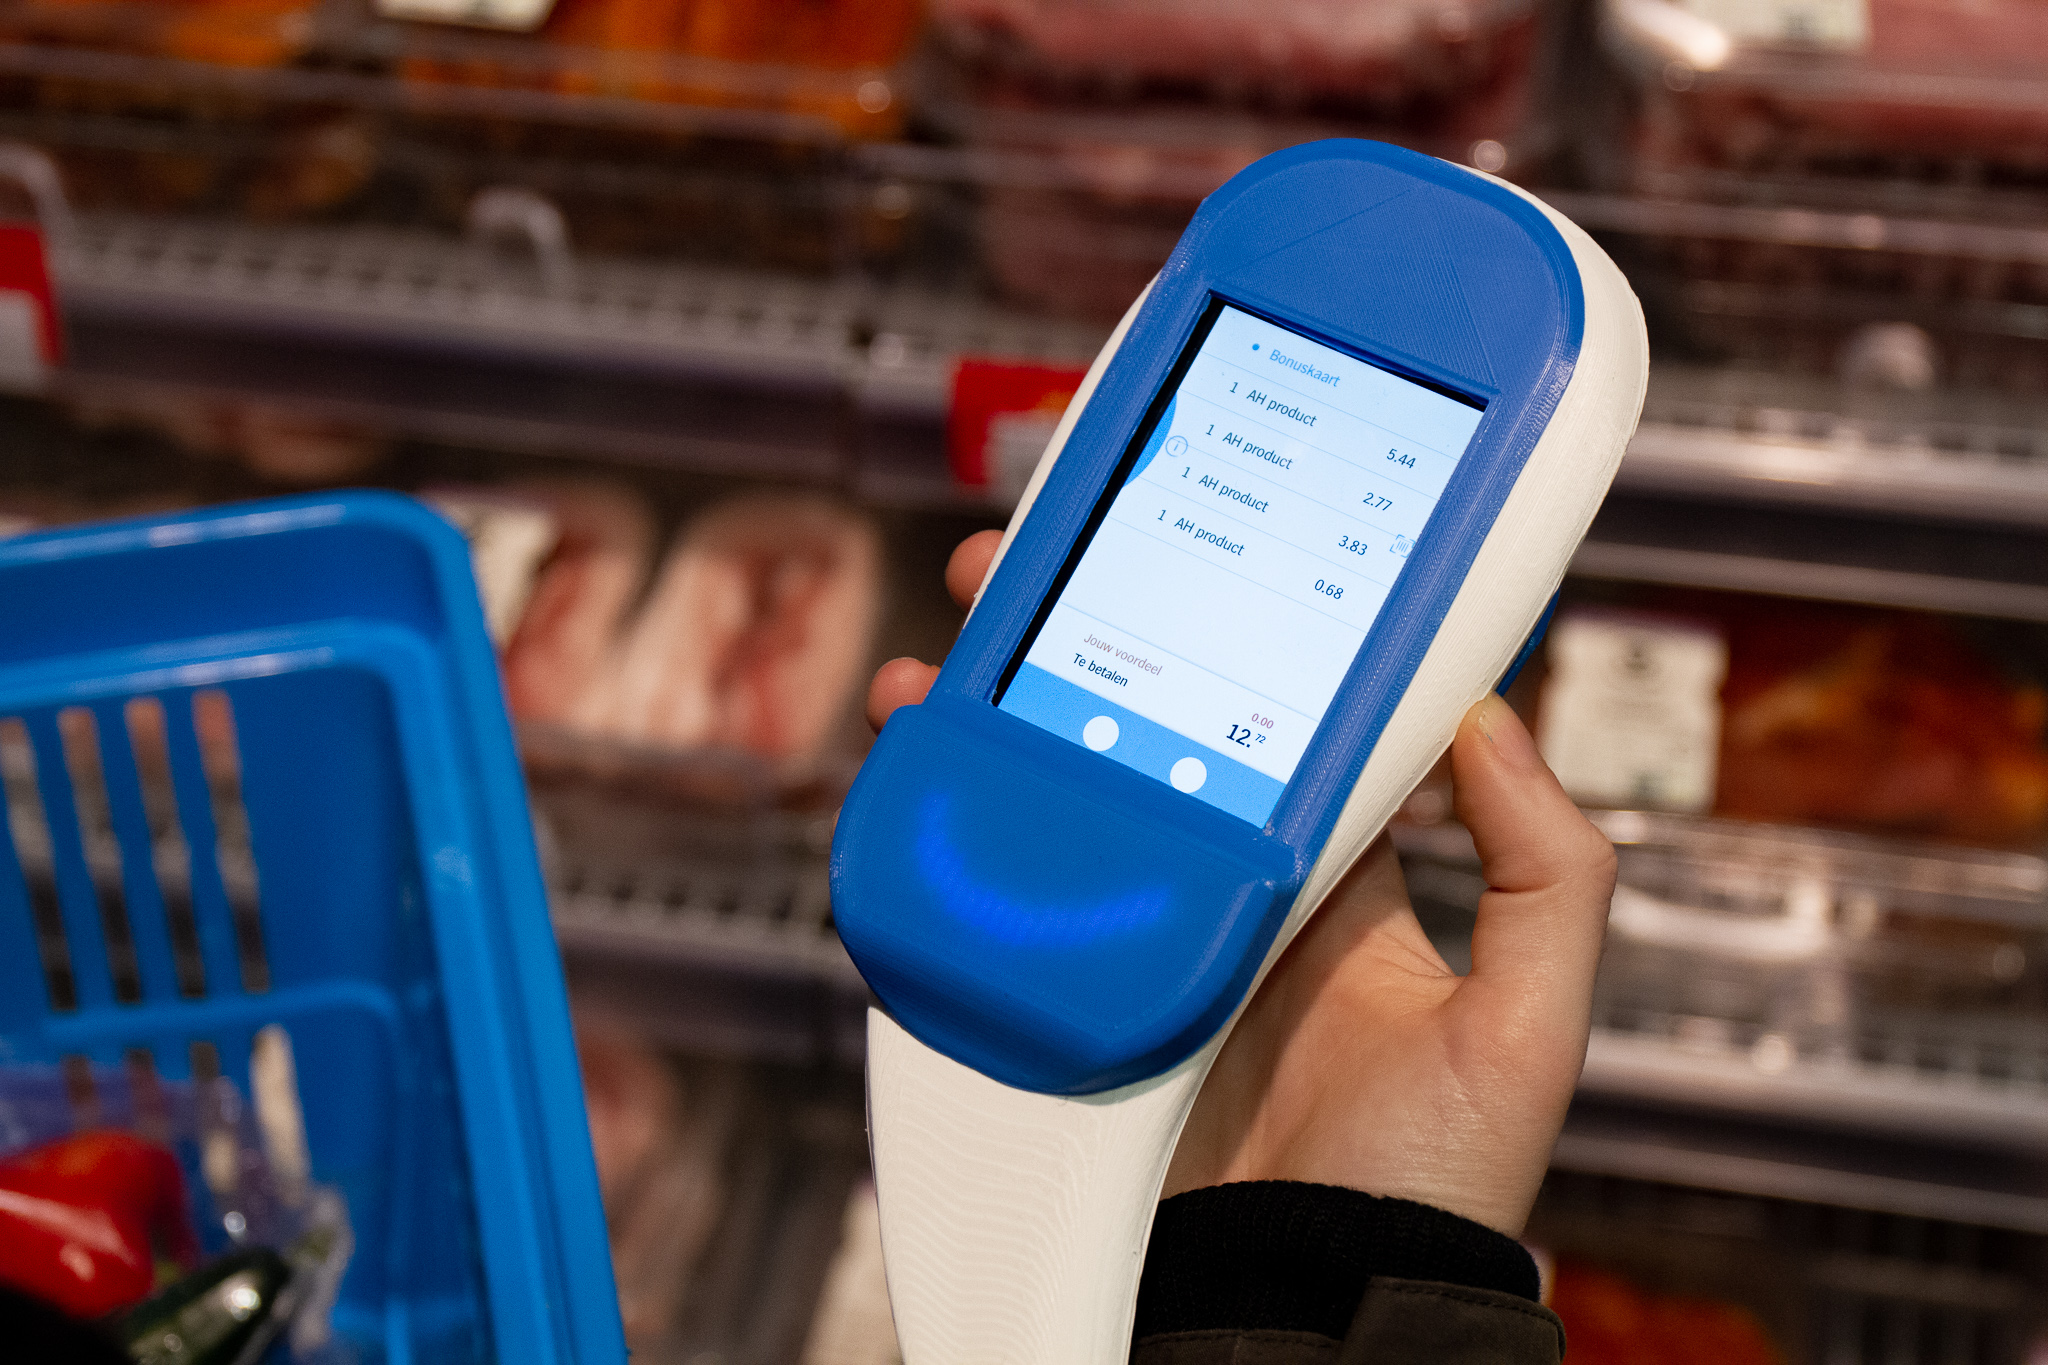 Bonuskaart
1 AH product 5.44
1 AH product 2.77
1 AH product 3.83
1 AH product 0.68
Jouw voordeel 0.00
Te betalen 12.72